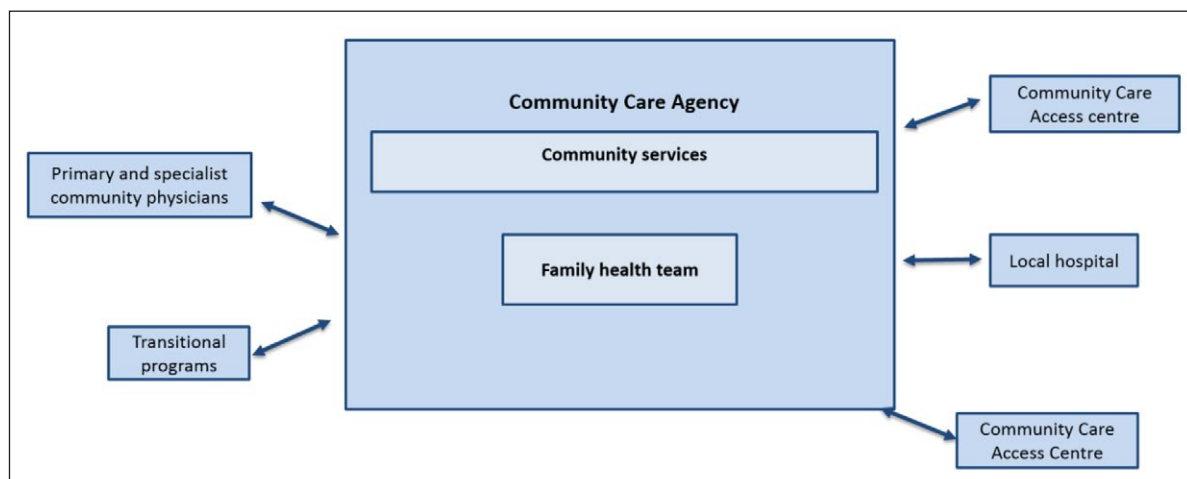 Community Care Agency
Community services
Family health team
Primary and specialist
community physicians
Transitional
programs
Community Care
Access centre
Local hospital
Community Care
Access Centre